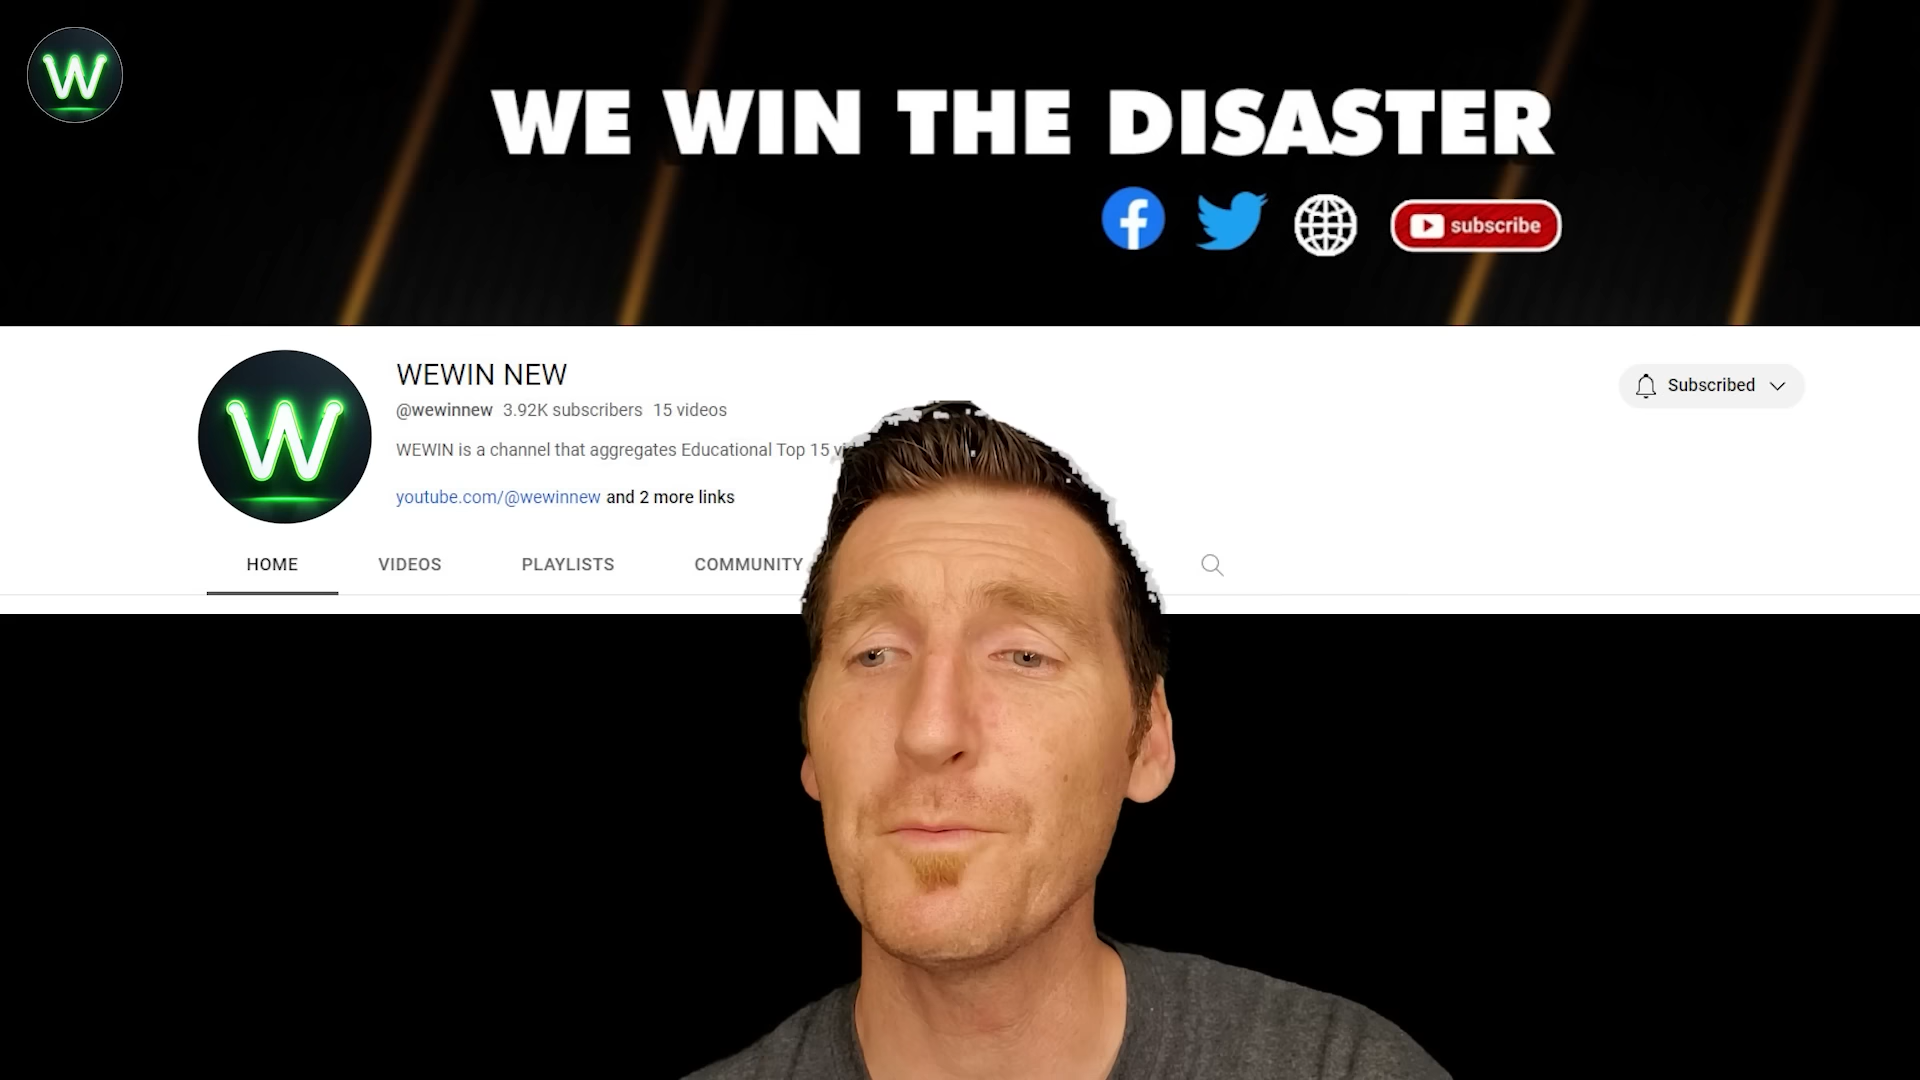 W
WE WIN THE DISASTER
f
subscribe
W
WEWIN NEW
@wewinnew 3.92K subscribers 15 videos
WEWIN is a channel that aggregates Educational Top 15
youtube.com/@wewinnew and 2 more links
Subscribed
HOME VIDEOS PLAYLISTS COMMUNITY